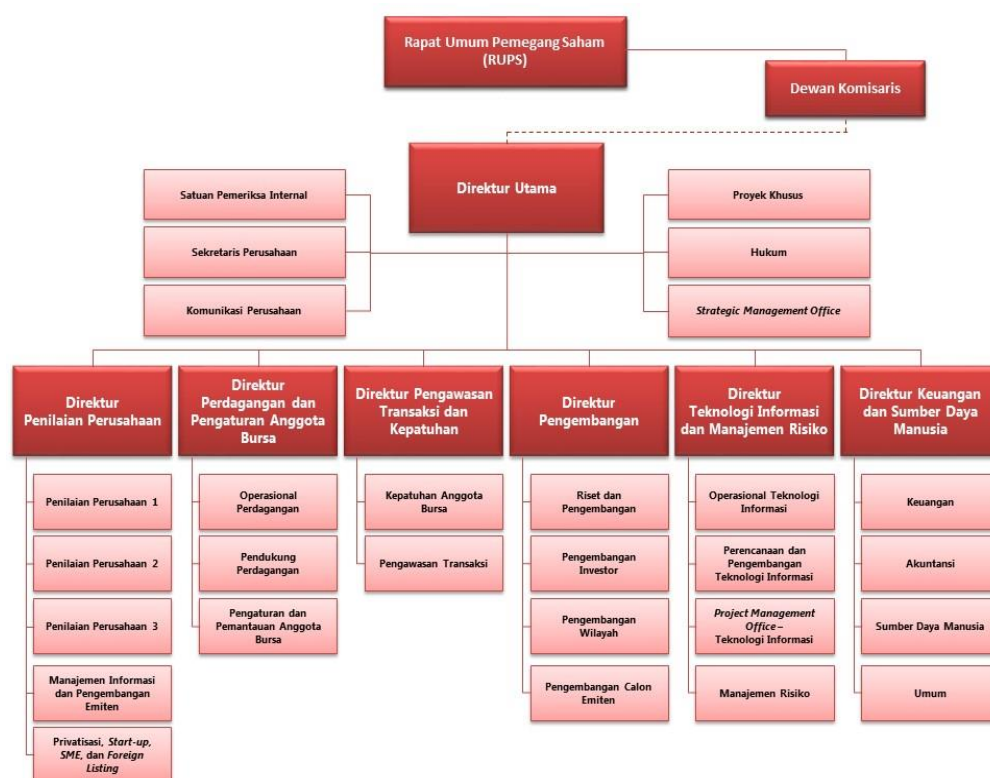 Rapat Umum Pemegang Saham
(RUPS)
Dewan Komisaris
Direktur Utama
Satuan Pemeriksa Internal
Sekretaris Perusahaan
Komunikasi Perusahaan
Proyek Khusus
Hukum
Strategic Management Office
Direktur
Penilaian Perusahaan
Direktur
Perdagangan dan
Pengaturan Anggota
Bursa
Direktur Pengawasan
Transaksi dan
Kepatuhan
Direktur
Pengembangan
Direktur
Teknologi Informasi
dan Manajemen Risiko
Direktur Keuangan
dan Sumber Daya
Manusia
Penilaian Perusahaan 1
Penilaian Perusahaan 2
Penilaian Perusahaan 3
Manajemen Informasi
dan Pengembangan
Emiten
Privatisasi, Start-up,
SME, dan Foreign
Listing
Operasional
Perdagangan
Pendukung
Perdagangan
Pengaturan dan
Pemantauan Anggota
Bursa
Kepatuhan Anggota
Bursa
Pengawasan Transaksi
Riset dan
Pengembangan
Pengembangan
Investor
Pengembangan
Wilayah
Pengembangan Calon
Emiten
Operasional Teknologi
Informasi
Perencanaan dan
Pengembangan
Teknologi Informasi
Project Management
Office –
Teknologi Informasi
Manajemen Risiko
Keuangan
Akuntansi
Sumber Daya Manusia
Umum